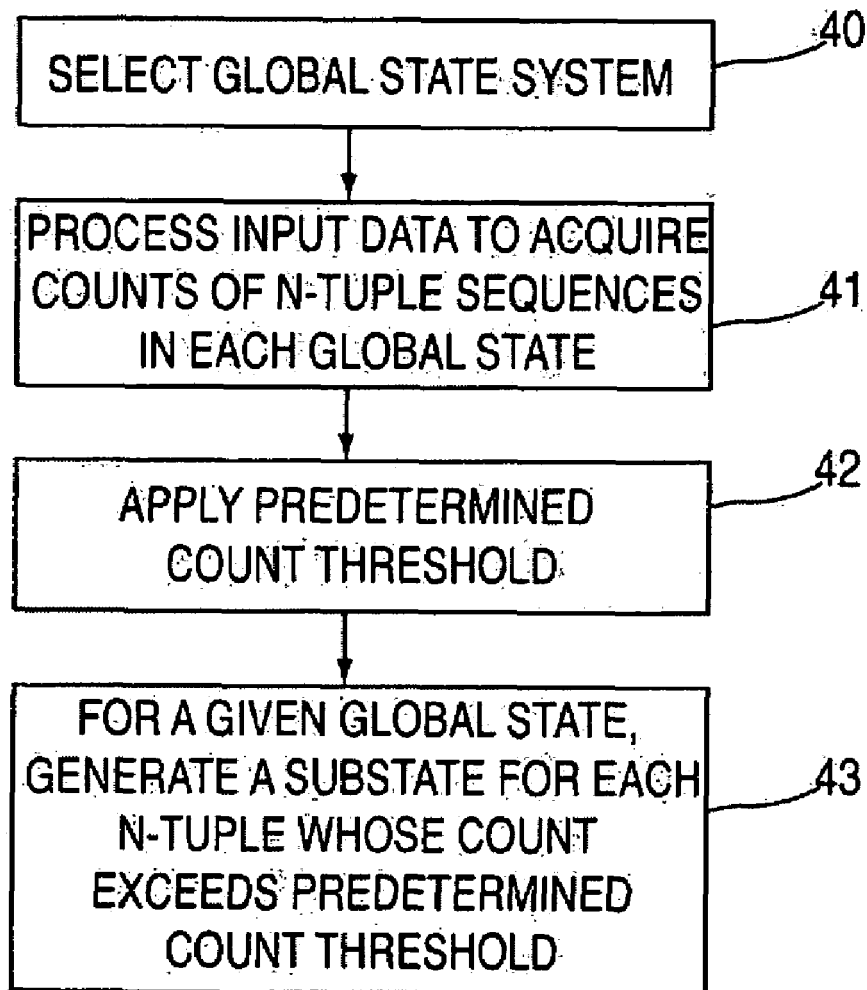 SELECT GLOBAL STATE SYSTEM
40
PROCESS INPUT DATA TO ACQUIRE
COUNTS OF N-TUPLE SEQUENCES
IN EACH GLOBAL STATE
41
APPLY PREDETERMINED
COUNT THRESHOLD
42
FOR A GIVEN GLOBAL STATE,
GENERATE A SUBSTATE FOR EACH
N-TUPLE WHOSE COUNT
EXCEEDS PREDETERMINED
COUNT THRESHOLD
43